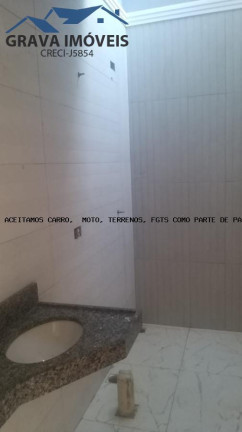 GRAVA IMÓVEIS
CRECI-J5854
ACEITAMOS CARRO, MOTO, TERRENOS, FGTS COMO PARTE DE PA